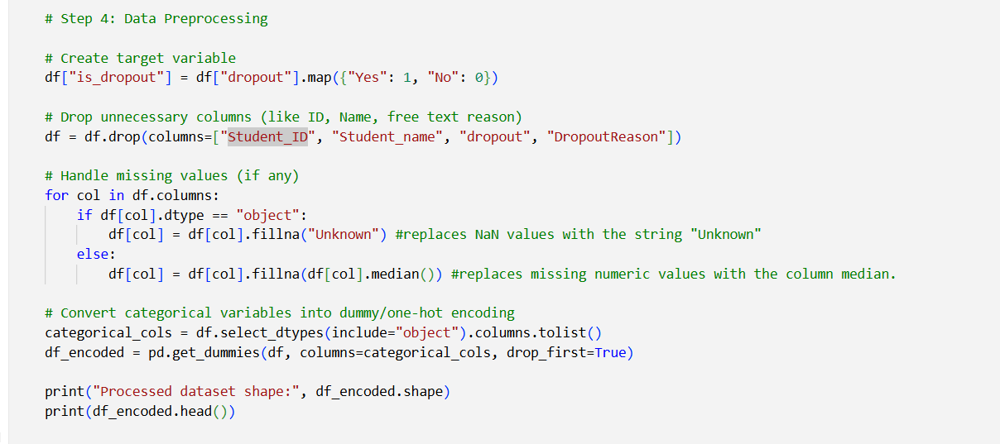 # Step 4: Data Preprocessing
# Create target variable
df["is_dropout"] = df["dropout"].map({"Yes": 1, "No": 0})
# Drop unnecessary columns (like ID, Name, free text reason)
df = df.drop(columns=["Student_ID", "Student_name", "dropout", "DropoutReason"])
# Handle missing values (if any)
for col in df.columns:
    if df[col].dtype == "object":
        df[col] = df[col].fillna("Unknown") #replaces NaN values with the string "Unknown"
    else:
        df[col] = df[col].fillna(df[col].median()) #replaces missing numeric values with the column median.
# Convert categorical variables into dummy/one-hot encoding
categorical_cols = df.select_dtypes(include="object").columns.tolist()
df_encoded = pd.get_dummies(df, columns=categorical_cols, drop_first=True)
print("Processed dataset shape:", df_encoded.shape)
print(df_encoded.head())